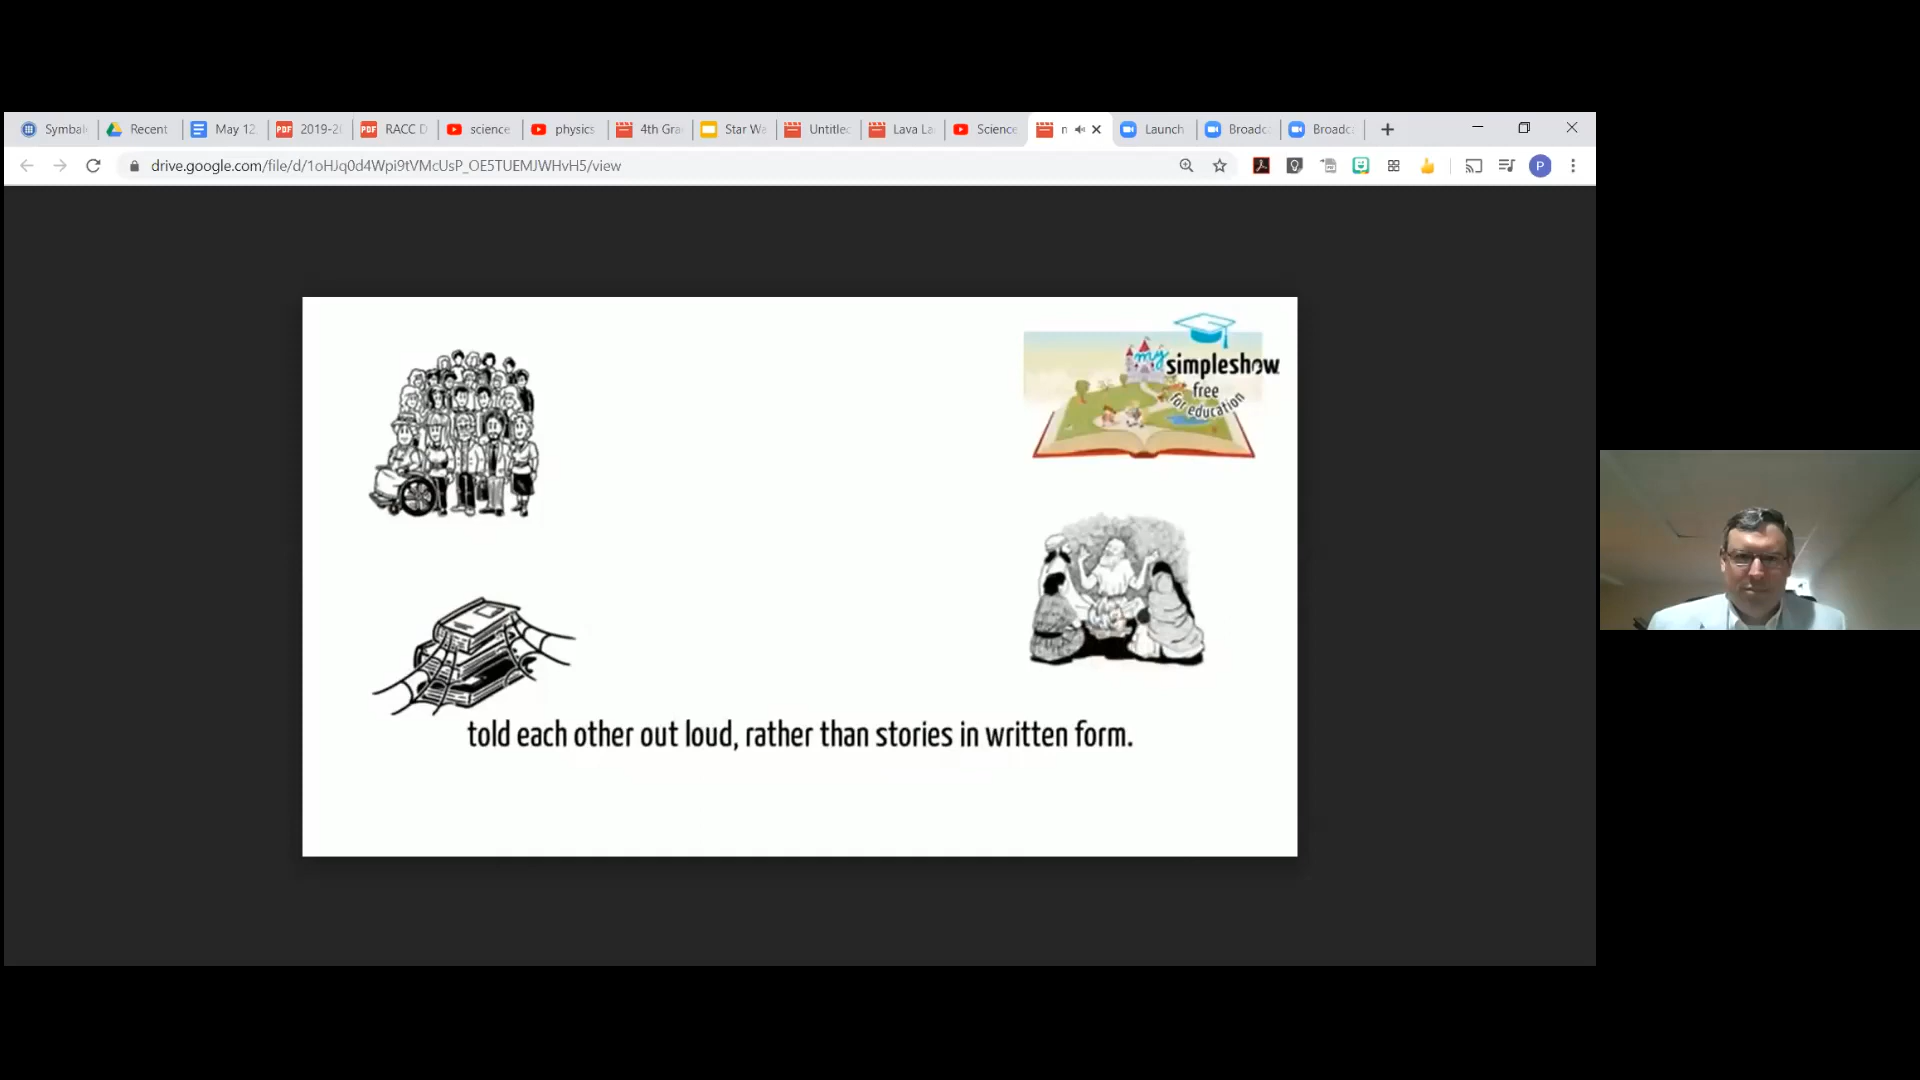 Symbal
Recent
May 12,
PDF 2019-2
PDF RACC D
science
physics
4th Gra
Star Wa
Untitled
Lava La
Science
Launch
Broadc
Broadc
drive.google.com/file/d/1oHJq0d4Wpi9tVMcUsP_OE5TUEMJWHvH5/view
P
my
simpleshow
free
for education
told each other out loud, rather than stories in written form.